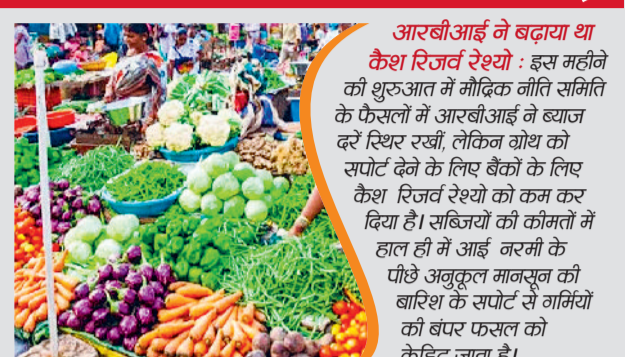 आरबीआई ने बढ़ाया था
कैश रिजर्व रेश्यो : इस महीने
की शुरुआत में मौद्रिक नीति समिति
के फैसलों में आरबीआई ने ब्याज
दरें स्थिर रखीं, लेकिन ग्रोथ को
सपोर्ट देने के लिए बैंकों के लिए
कैश रिजर्व रेश्यो को कम कर
दिया है। सब्जियों की कीमतों में
हाल ही में आई नरमी के
पीछे अनुकूल मानसून की
बारिश के सपोर्ट से गर्मियों
की बंपर फसल को
क्रेडिट जाता है।